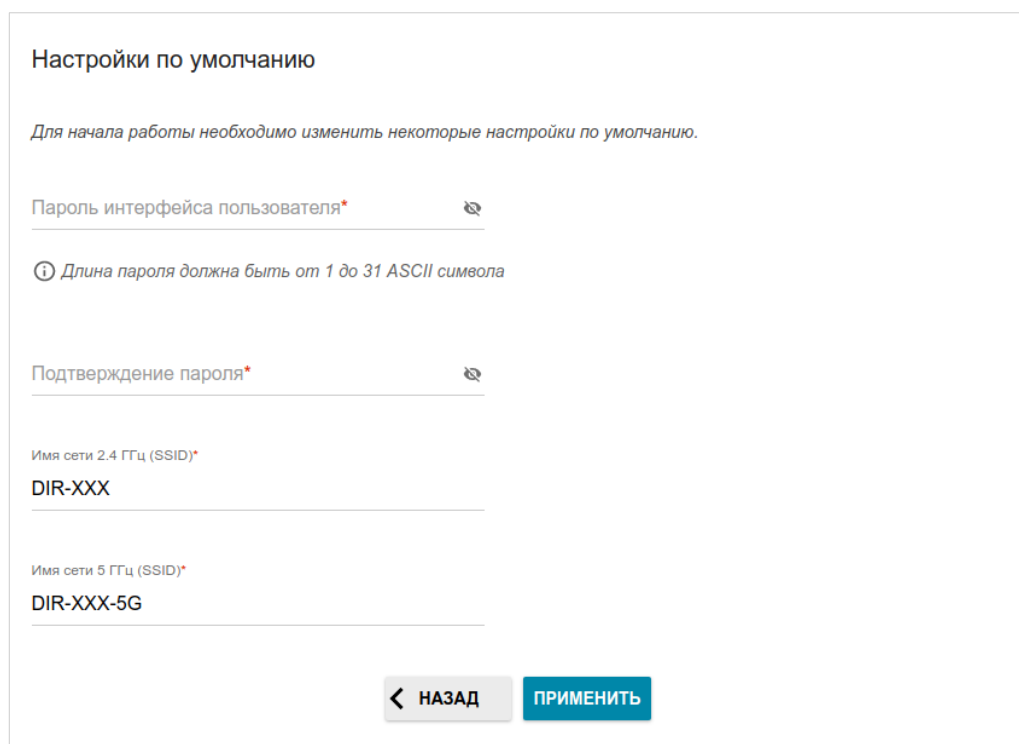 Настройки по умолчанию
Для начала работы необходимо изменить некоторые настройки по умолчанию.
Пароль интерфейса пользователя*
Длина пароля должна быть от 1 до 31 ASCII символа
Подтверждение пароля*
Имя сети 2.4 ГГц (SSID)*
DIR-XXX
Имя сети 5 ГГц (SSID)*
DIR-XXX-5G
НАЗАД ПРИМЕНИТЬ